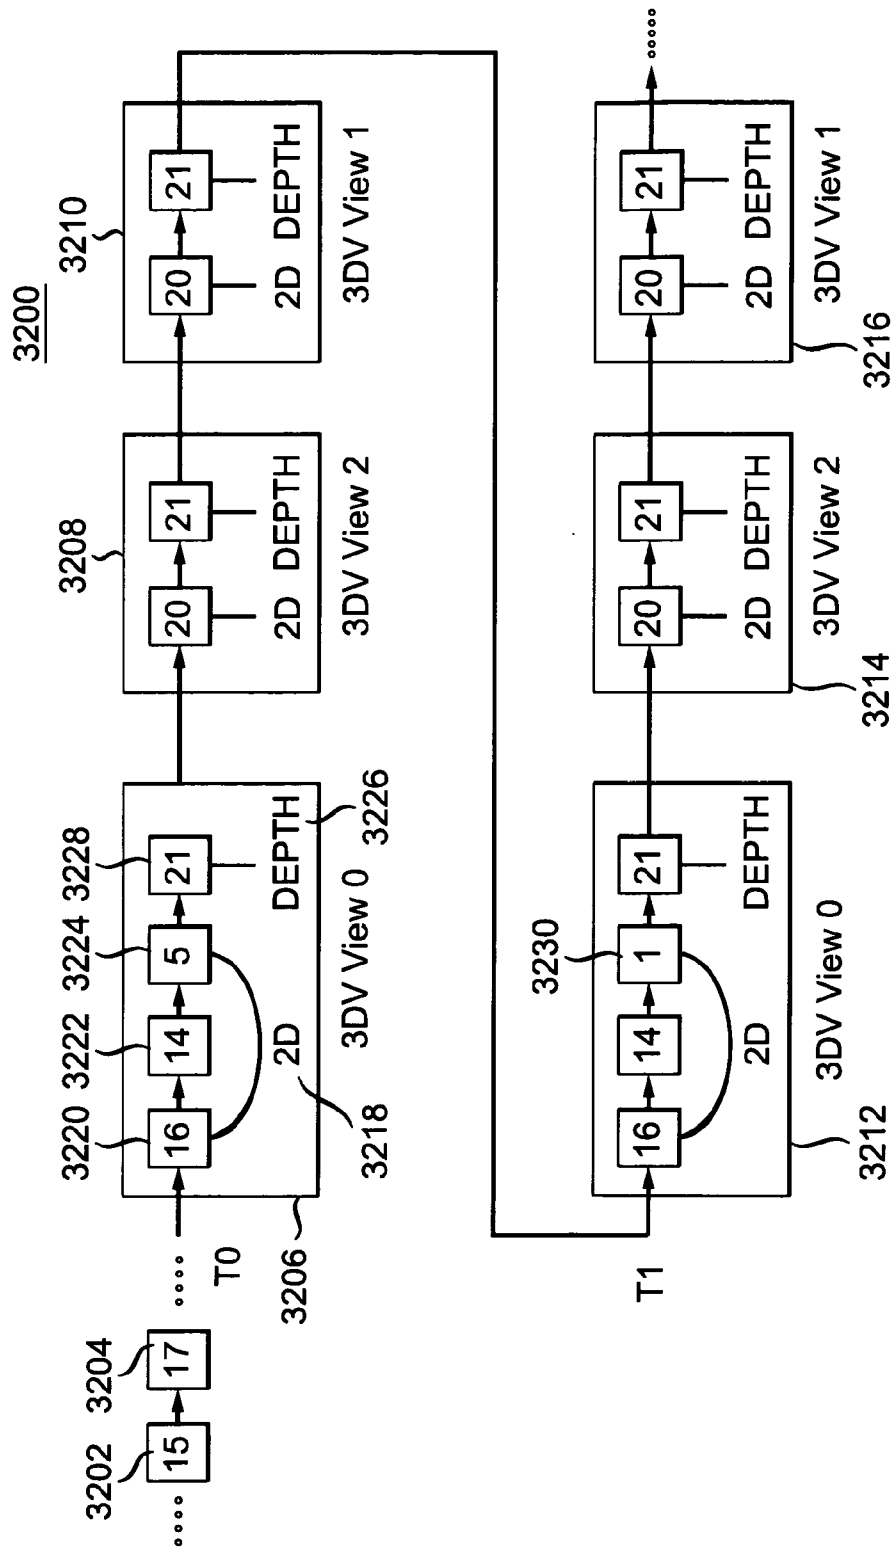 3200
3202
15
3204
17
T0
3206
3220
16
3222
14
3224
5
3228
21
2D
3218
DEPTH
3226
3DV View 0
3208
20
21
2D DEPTH
3DV View 2
3210
20
21
2D DEPTH
3DV View 1
T1
3212
16
14
3230
1
21
2D
DEPTH
3DV View 0
3214
20
21
2D DEPTH
3DV View 2
3216
20
21
2D DEPTH
3DV View 1